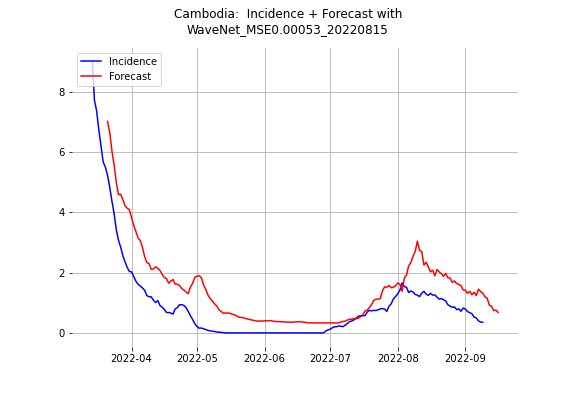 Cambodia:  Incidence + Forecast with
WaveNet_MSE0.00053_20220815
Incidence
Forecast
8
6
4
2
0
2022-04
2022-05
2022-06
2022-07
2022-08
2022-09